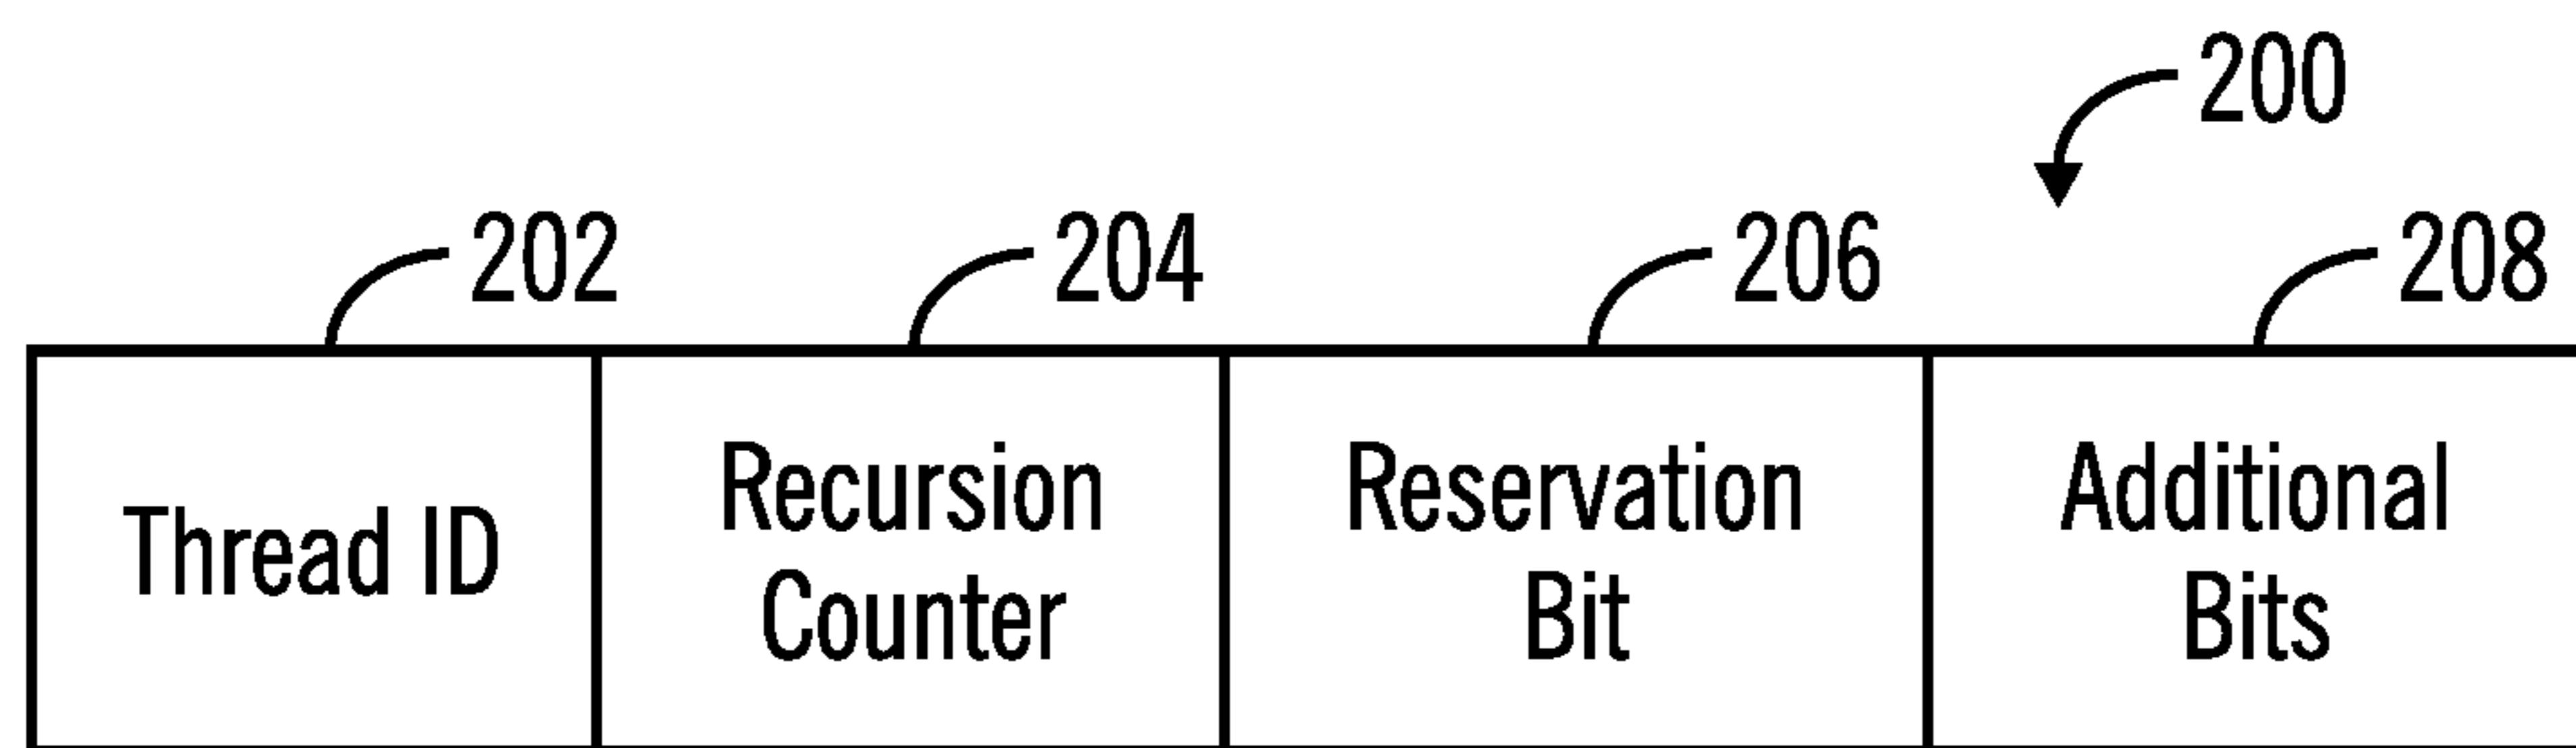 200
202
204
206
208
Thread ID
Recursion
Counter
Reservation
Bit
Additional
Bits